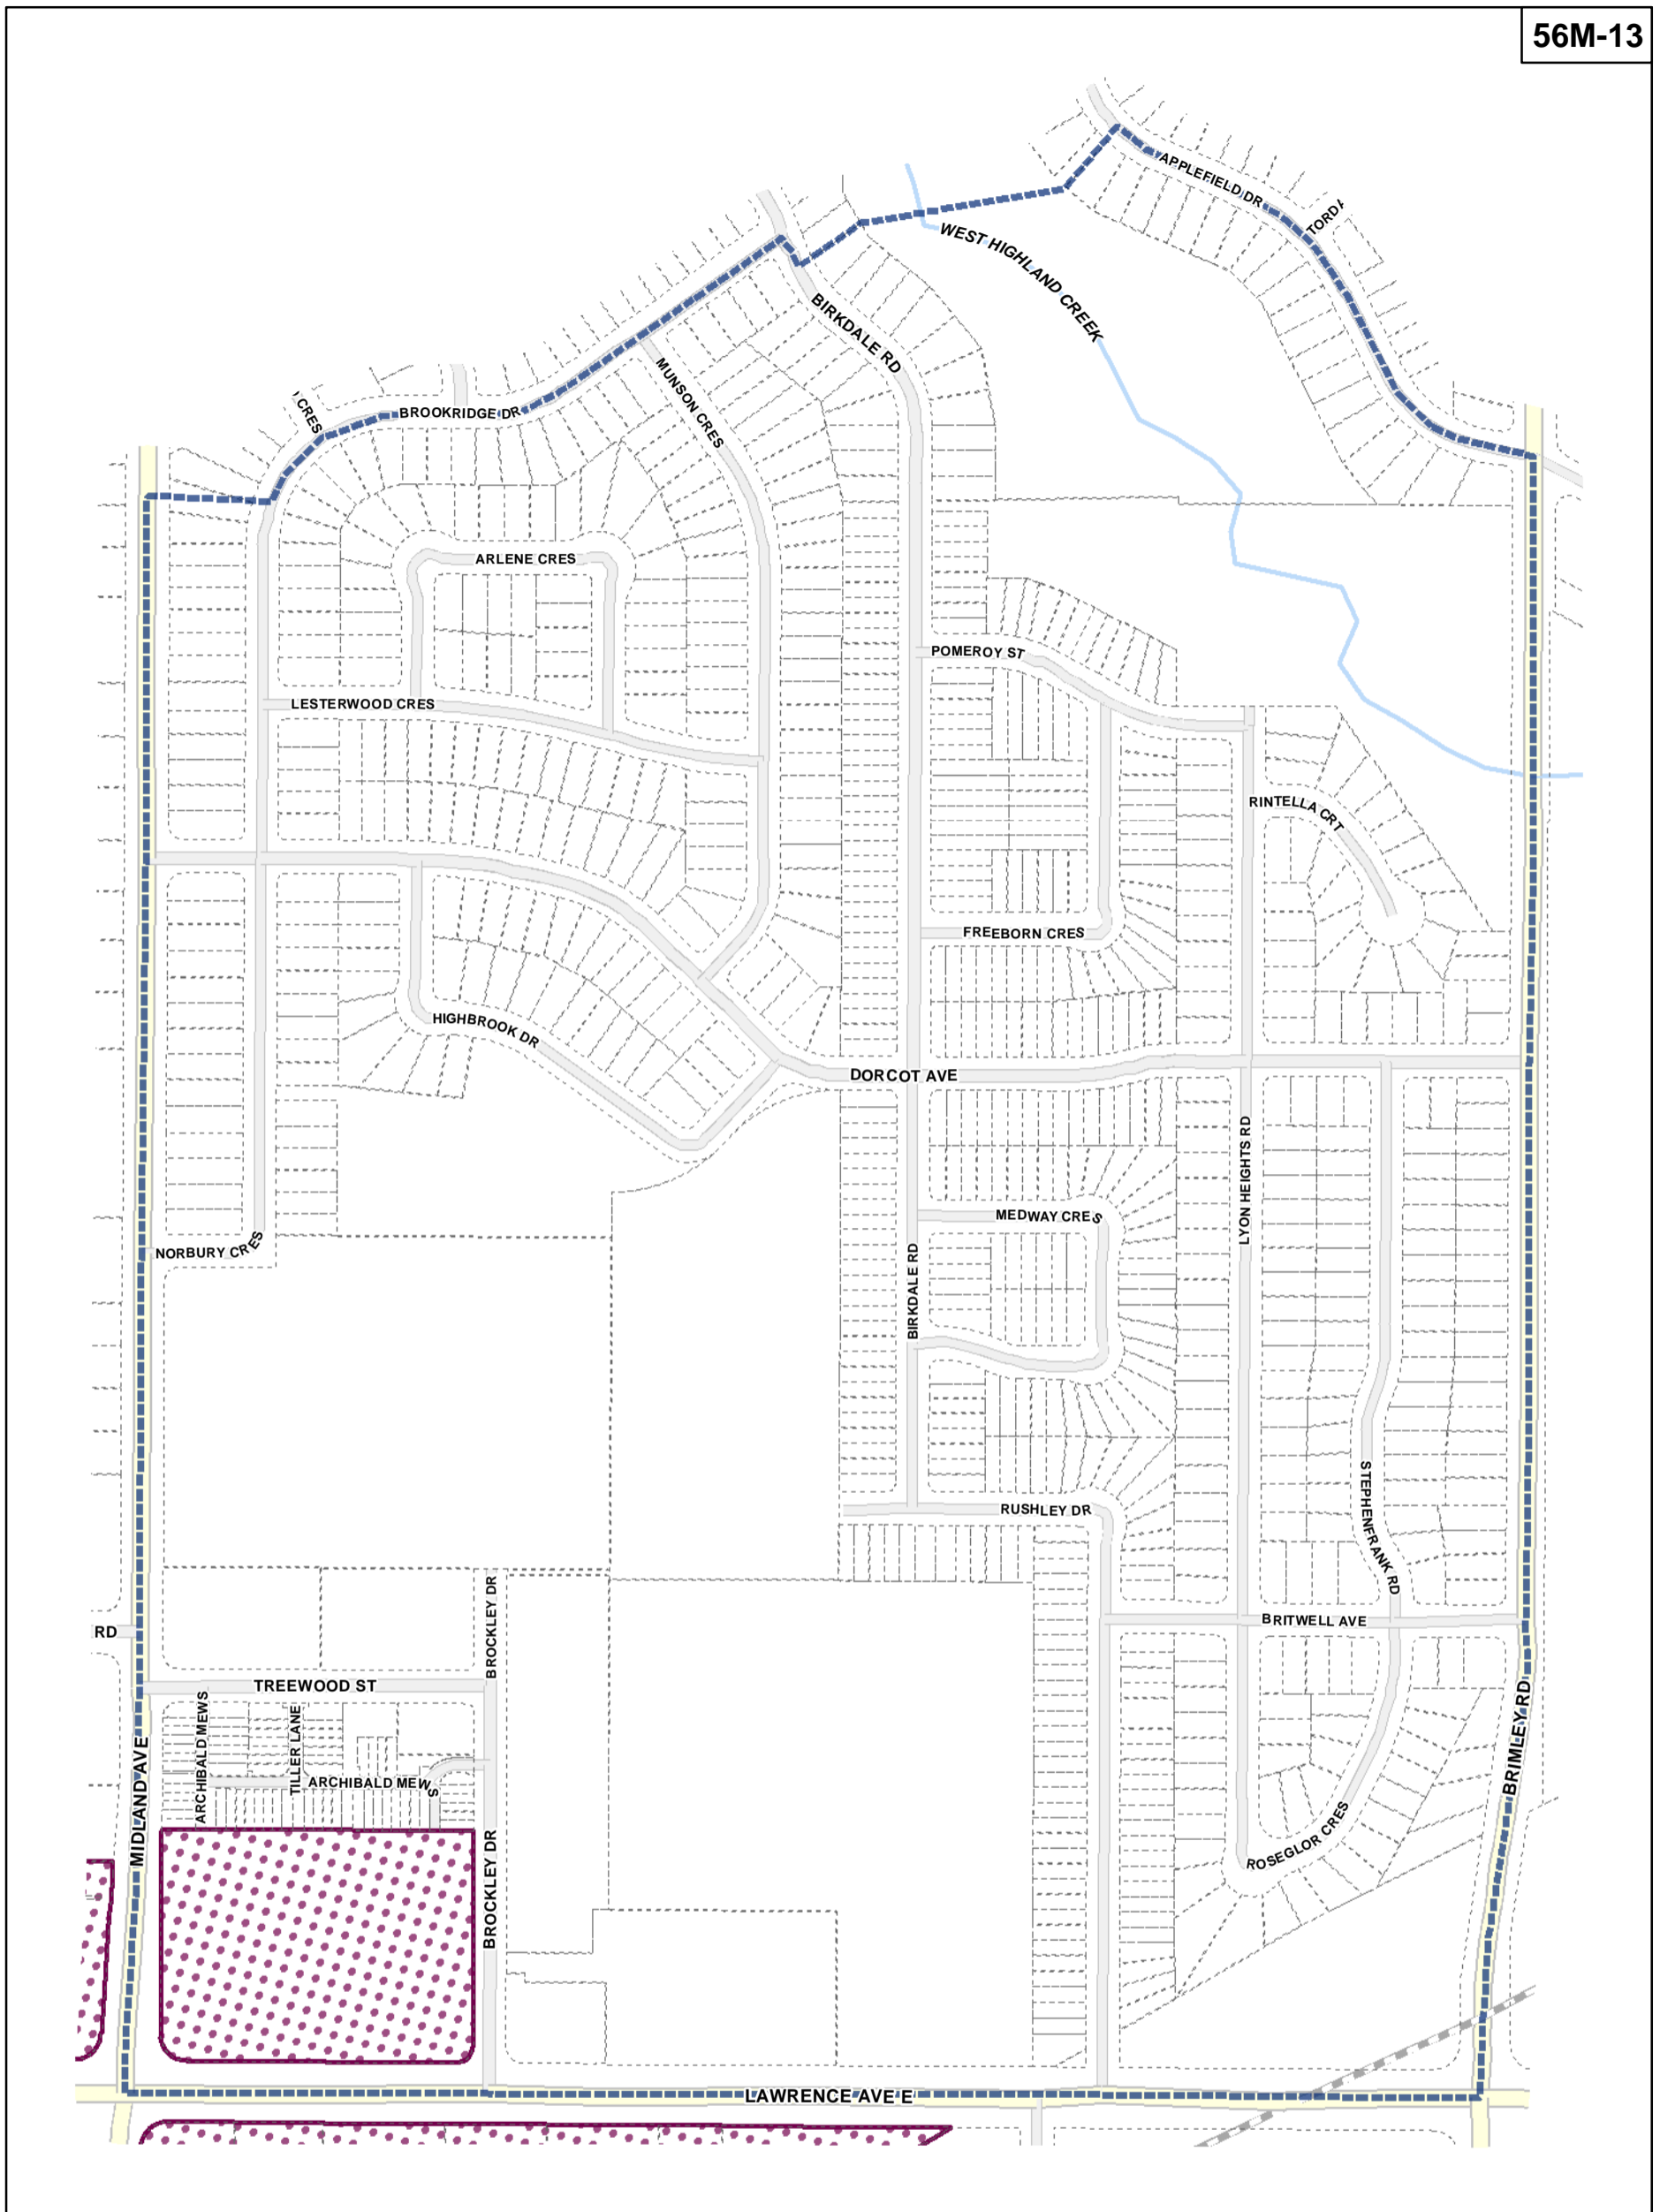 56M-13
APPLEFIELD DR
TORDA
WEST HIGHLAND CREEK
BIRKDALE RD
MUNSON CRES
CRES
BROOKRIDGE DR
ARLENE CRES
POMEROY ST
LESTERWOOD CRES
RINTELLA CRT
FREEBORN CRES
HIGHBROOK DR
DORCOT AVE
LYON HEIGHTS RD
MEDWAY CRES
NORBURY CRES
BIRKDALE RD
STEPHENFRANK RD
RUSHLEY DR
BROCKLEY DR
BRITWELL AVE
RD
TREEWOOD ST
ARCHIBALD MEWS
TILLER LANE
ARCHIBALD MEWS
MIDLAND AVE
BRIMLEY RD
ROSEGLOR CRES
BROCKLEY DR
LAWRENCE AVE E